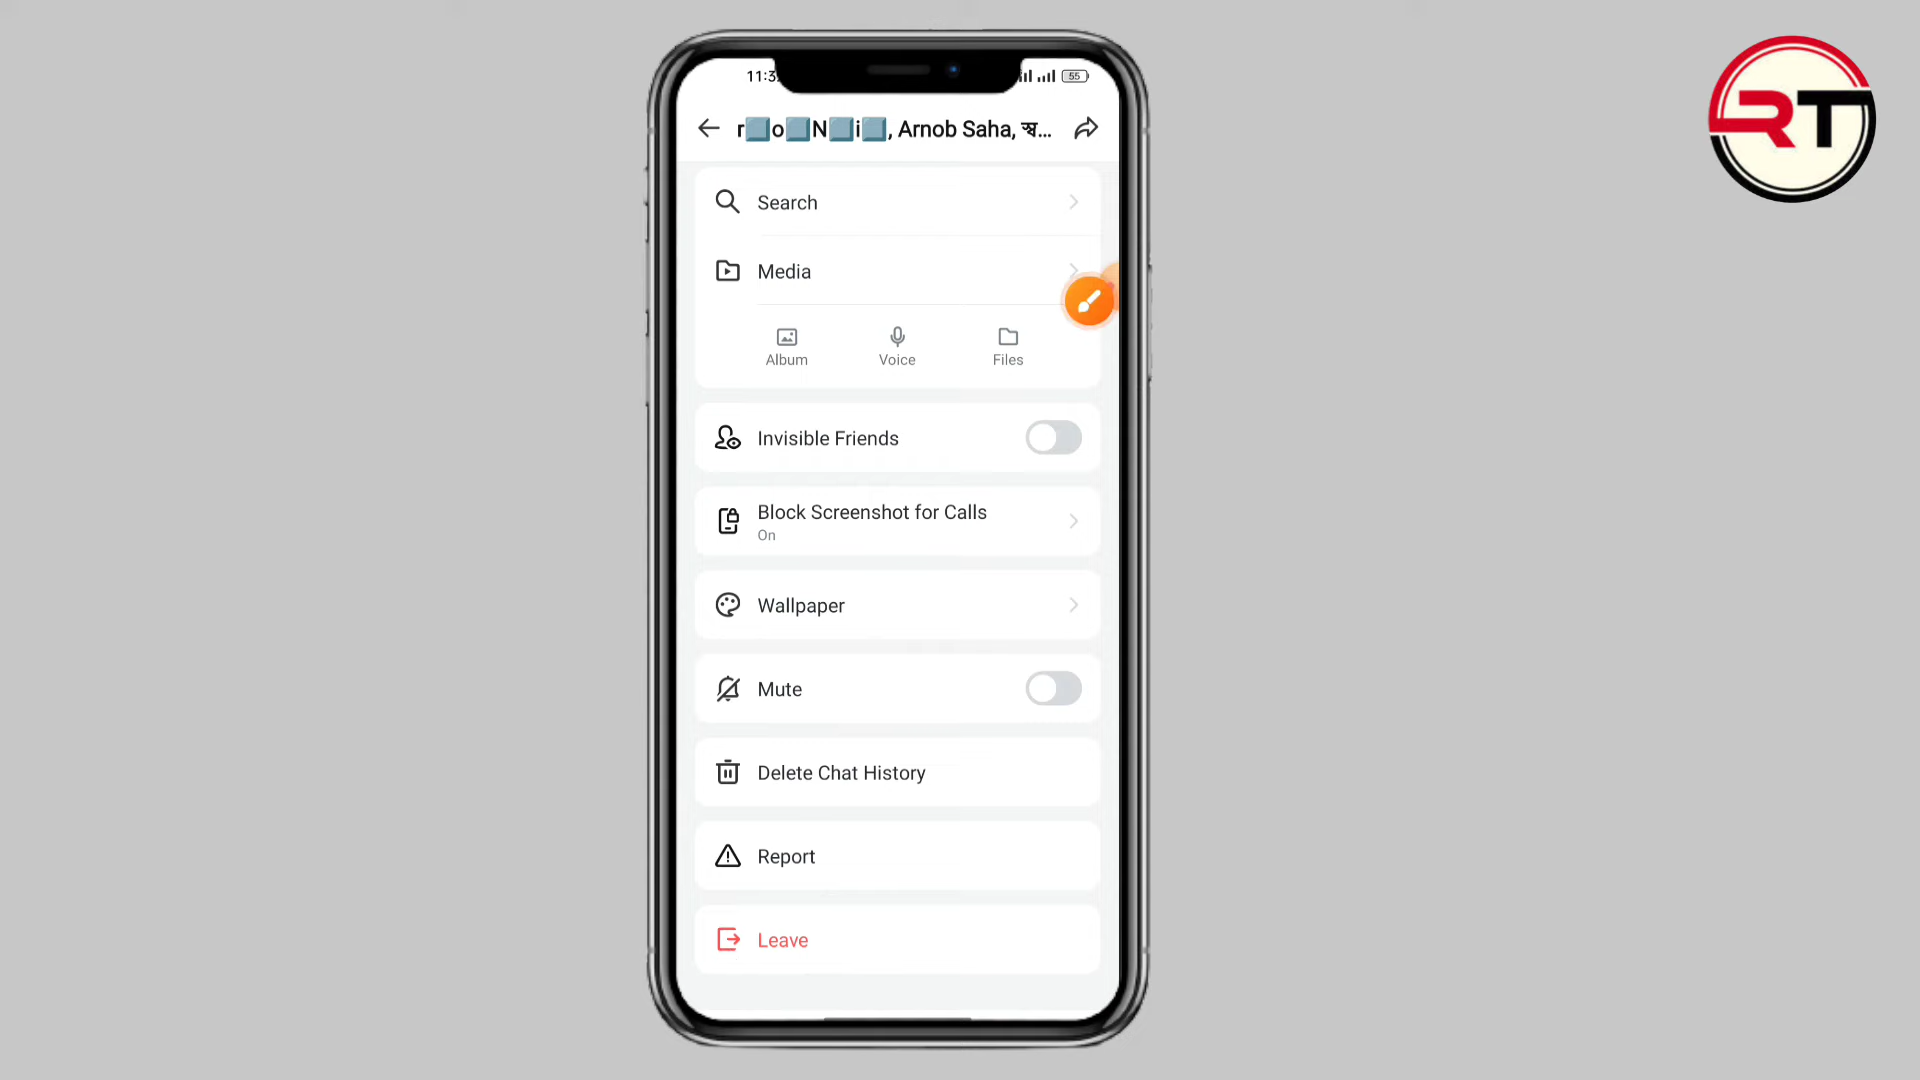 11:3
55
r🟦o🟦N🟦i🟦, Arnob Saha, স্ব...
RT
Search
Media
Album
Voice
Files
Invisible Friends
Block Screenshot for Calls
On
Wallpaper
Mute
Delete Chat History
Report
Leave